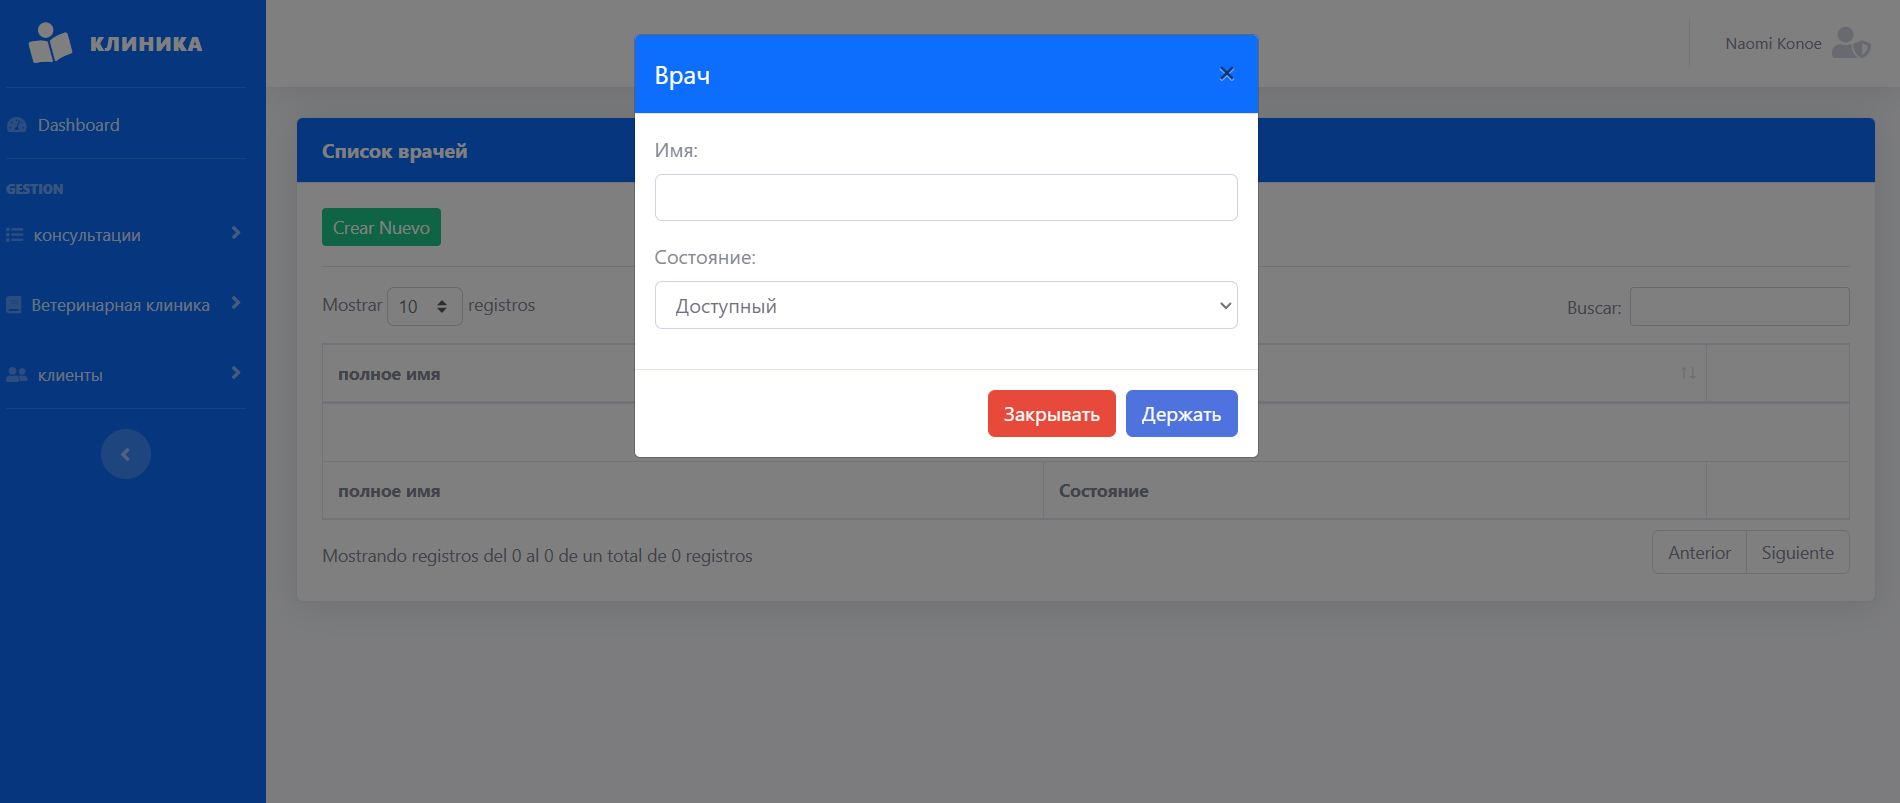 КЛИНИКА
Naomi Konoe
Dashboard
GESTION
консультации
Ветеринарная клиника
клиенты
Список врачей
Crear Nuevo
Mostrar 10 registros
Buscar:
полное имя
полное имя Состояние
Mostrando registros del 0 al 0 de un total de 0 registros
Anterior Siguiente
Врач
×
Имя:
Состояние:
Доступный
Закрывать Держать